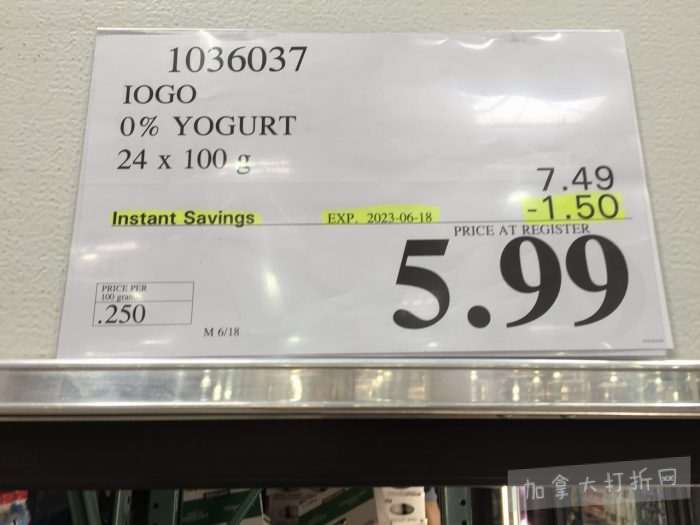 1036037
IOGO
0% YOGURT
24 x 100 g
7.49
Instant Savings EXP. 2023-06-18 -1.50
PRICE AT REGISTER
5.99
PRICE PER
100 grams
.250
M 6/18
加拿大打折网